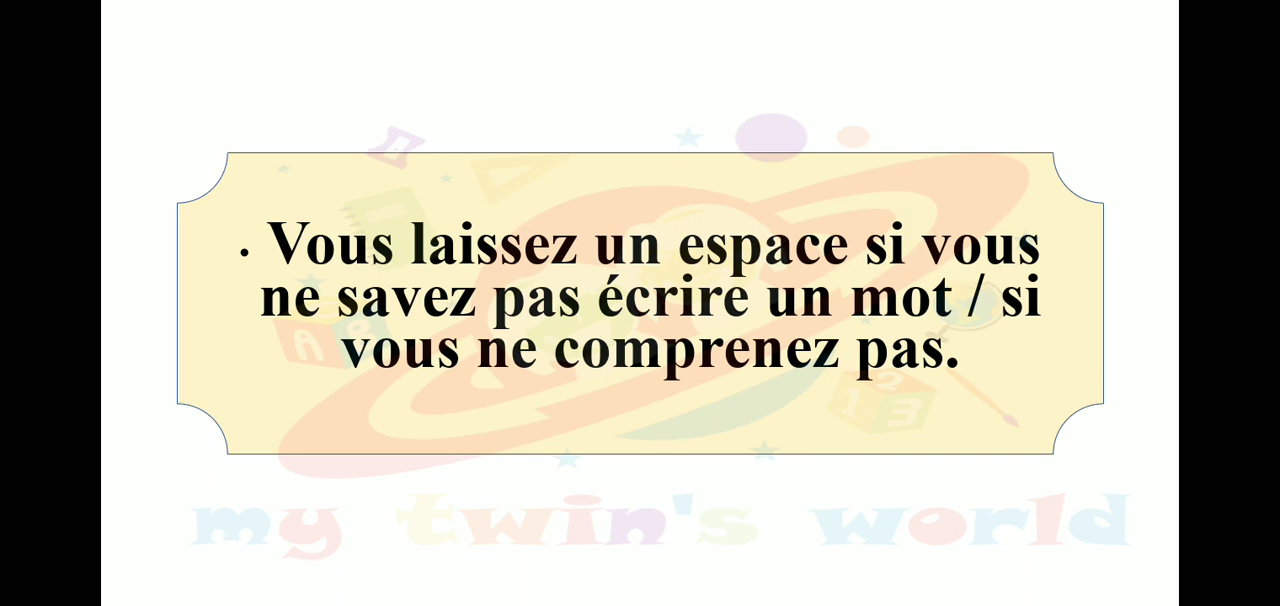 · Vous laissez un espace si vous
ne savez pas écrire un mot / si
vous ne comprenez pas.
my twin's world